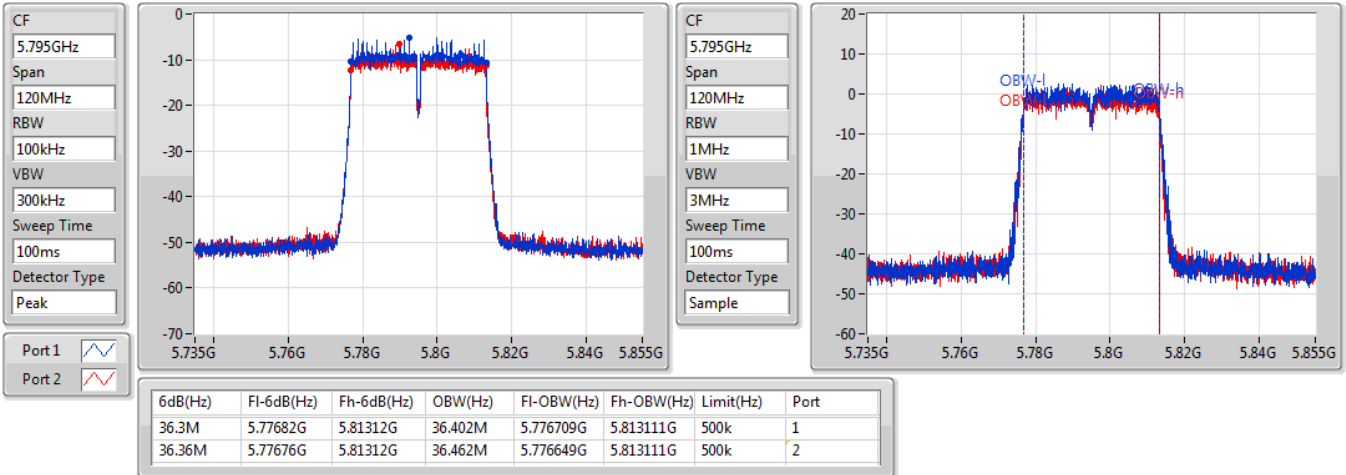 CF
5.795GHz
Span
120MHz
RBW
100kHz
VBW
300kHz
Sweep Time
100ms
Detector Type
Peak
Port 1
Port 2
0
-10
-20
-30
-40
-50
-60
-70
5.735G 5.76G 5.78G 5.8G 5.82G 5.84G 5.855G
CF
5.795GHz
Span
120MHz
RBW
1MHz
VBW
3MHz
Sweep Time
100ms
Detector Type
Sample
20
10
0
-10
-20
-30
-40
-50
-60
OBW-l
OBW-h
5.735G 5.76G 5.78G 5.8G 5.82G 5.84G 5.855G
6dB(Hz) Fl-6dB(Hz) Fh-6dB(Hz) OBW(Hz) Fl-OBW(Hz) Fh-OBW(Hz) Limit(Hz) Port
36.3M 5.77682G 5.81312G 36.402M 5.776709G 5.813111G 500k 1
36.36M 5.77676G 5.81312G 36.462M 5.776649G 5.813111G 500k 2